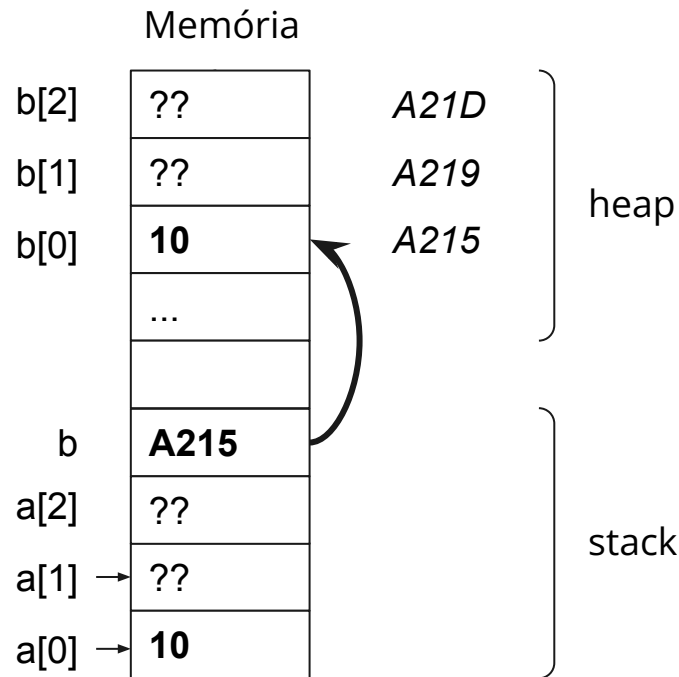 Memória
b[2] ?? A21D
b[1] ?? A219
b[0] 10 A215
heap
...
b A215
a[2] ??
stack
a[1] ??
a[0] 10